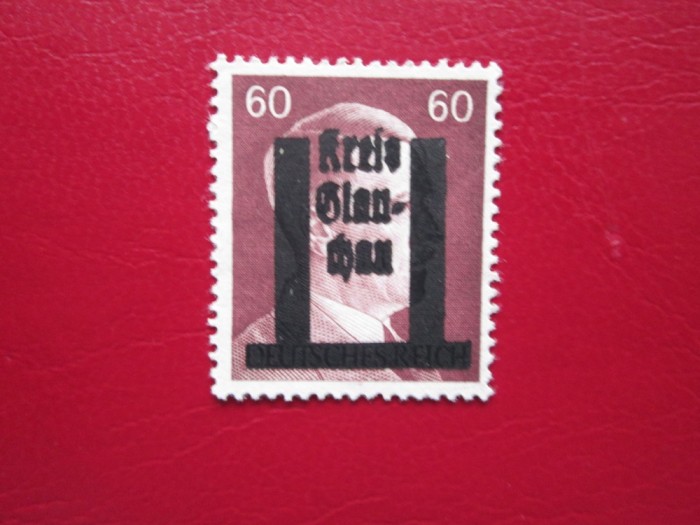 60 60
Kreis
Glau-
chau
DEUTSCHES REICH